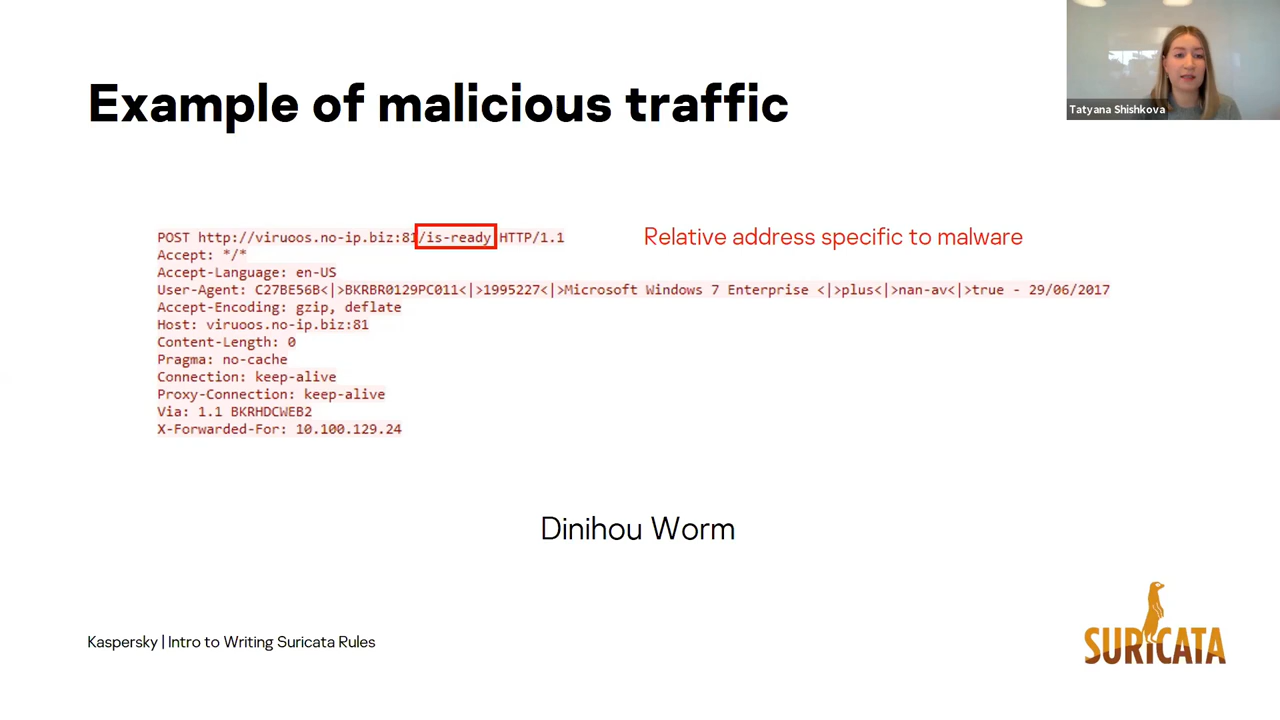 Tatyana Shishkova
Example of malicious traffic
POST http://viruoos.no-ip.biz:81/is-ready HTTP/1.1
Relative address specific to malware
Accept: */*
Accept-Language: en-US
User-Agent: C27BE56B<|>BKRBR0129PC011<|>1995227<|>Microsoft Windows 7 Enterprise <|>plus<|>nan-av<|>true - 29/06/2017
Accept-Encoding: gzip, deflate
Host: viruoos.no-ip.biz:81
Content-Length: 0
Pragma: no-cache
Connection: keep-alive
Proxy-Connection: keep-alive
Via: 1.1 BKRHDCWEB2
X-Forwarded-For: 10.100.129.24
Dinihou Worm
Kaspersky | Intro to Writing Suricata Rules
SURICATA